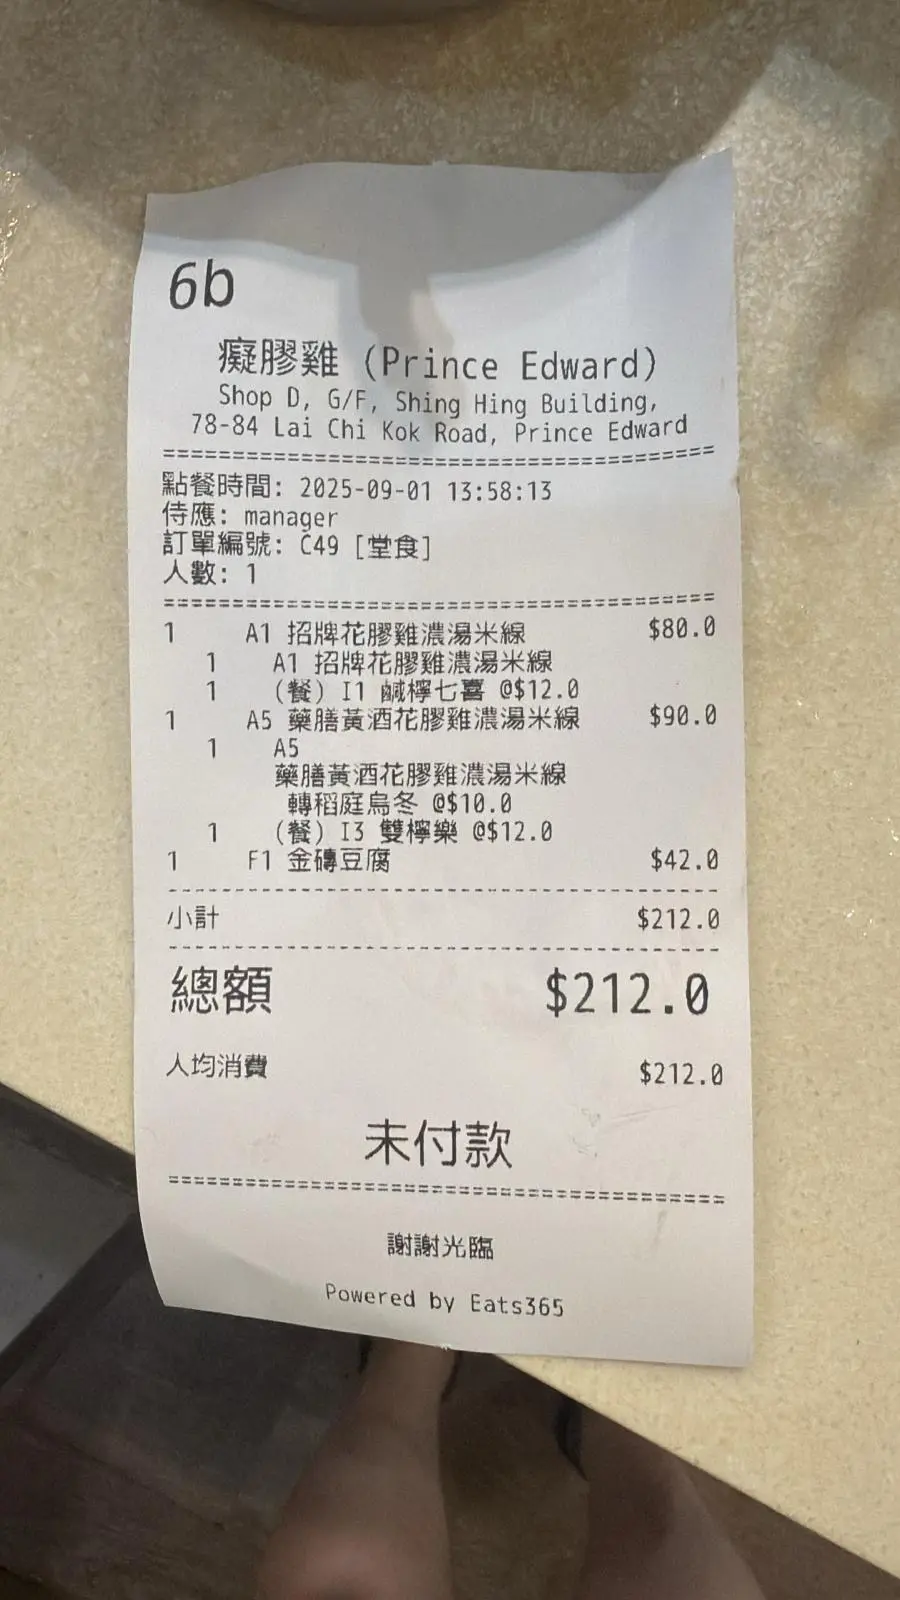 6b
癡膠雞 (Prince Edward)
Shop D, G/F, Shing Hing Building,
78-84 Lai Chi Kok Road, Prince Edward
==========================================
點餐時間: 2025-09-01 13:58:13
侍應: manager
訂單編號: C49 [堂食]
人數: 1
==========================================
1 A1 招牌花膠雞濃湯米線 $80.0
1 A1 招牌花膠雞濃湯米線
1 (餐) I1 鹹檸七喜 @$12.0
1 A5 藥膳黃酒花膠雞濃湯米線 $90.0
1 A5
藥膳黃酒花膠雞濃湯米線
轉稻庭烏冬 @$10.0
1 (餐) I3 雙檸樂 @$12.0
1 F1 金磚豆腐 $42.0
------------------------------------------
小計 $212.0
------------------------------------------
總額 $212.0
人均消費 $212.0
未付款
==========================================
謝謝光臨
Powered by Eats365